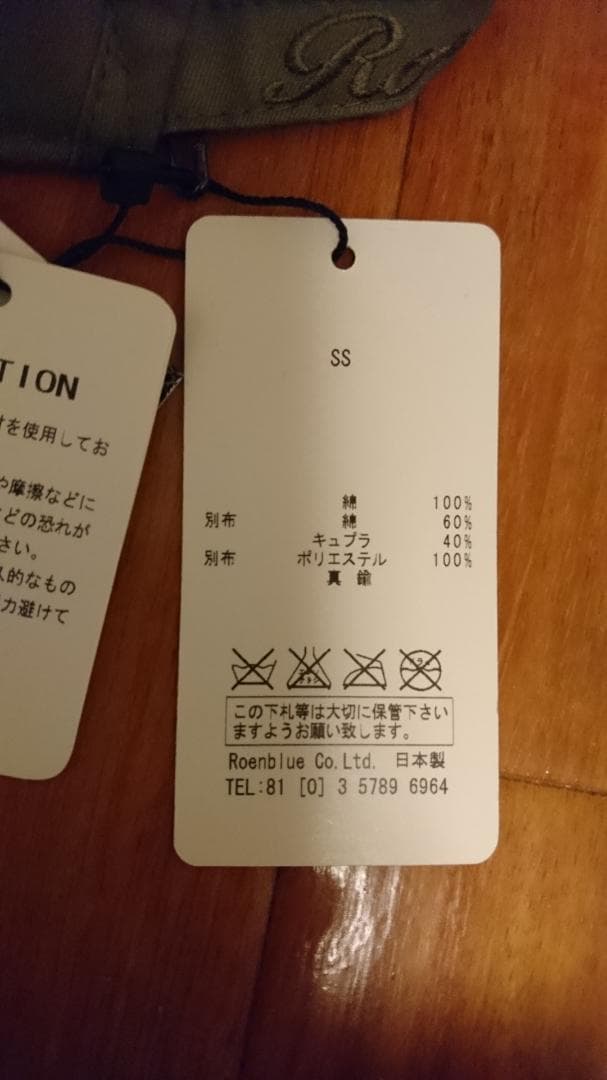 Ro
TION
を使用してお
や摩擦などに
どの恐れが
さい。
的なもの
力避けて
SS
綿 100%
別布 綿 60%
キュプラ 40%
別布 ポリエステル 100%
真 鍮
この下札等は大切に保管下さい
ますようお願い致します。
Roenblue Co.Ltd. 日本製
TEL:81 [0] 3 5789 6964